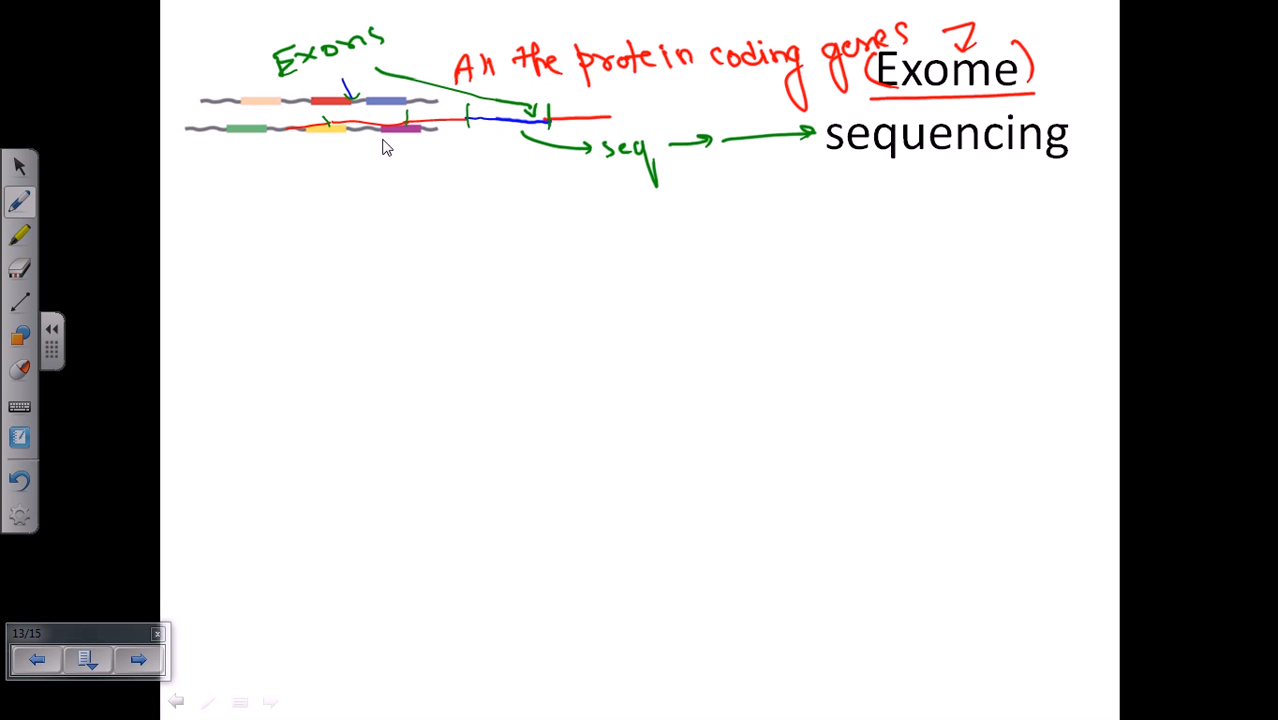 Exons
All the protein coding genes
(Exome)
seq
sequencing
13/15